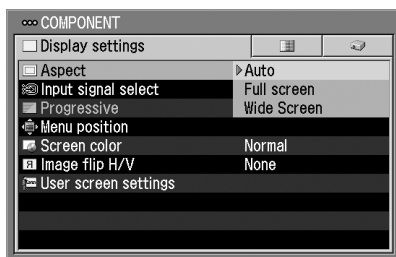 COMPONENT
Display settings
Aspect Auto
Input signal select Full screen
Progressive Wide Screen
Menu position
Screen color Normal
Image flip H/V None
User screen settings